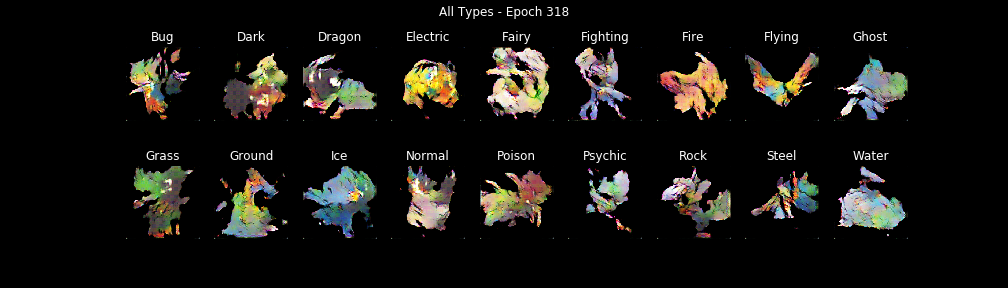 All Types - Epoch 318
Bug Dark Dragon Electric Fairy Fighting Fire Flying Ghost
Grass Ground Ice Normal Poison Psychic Rock Steel Water